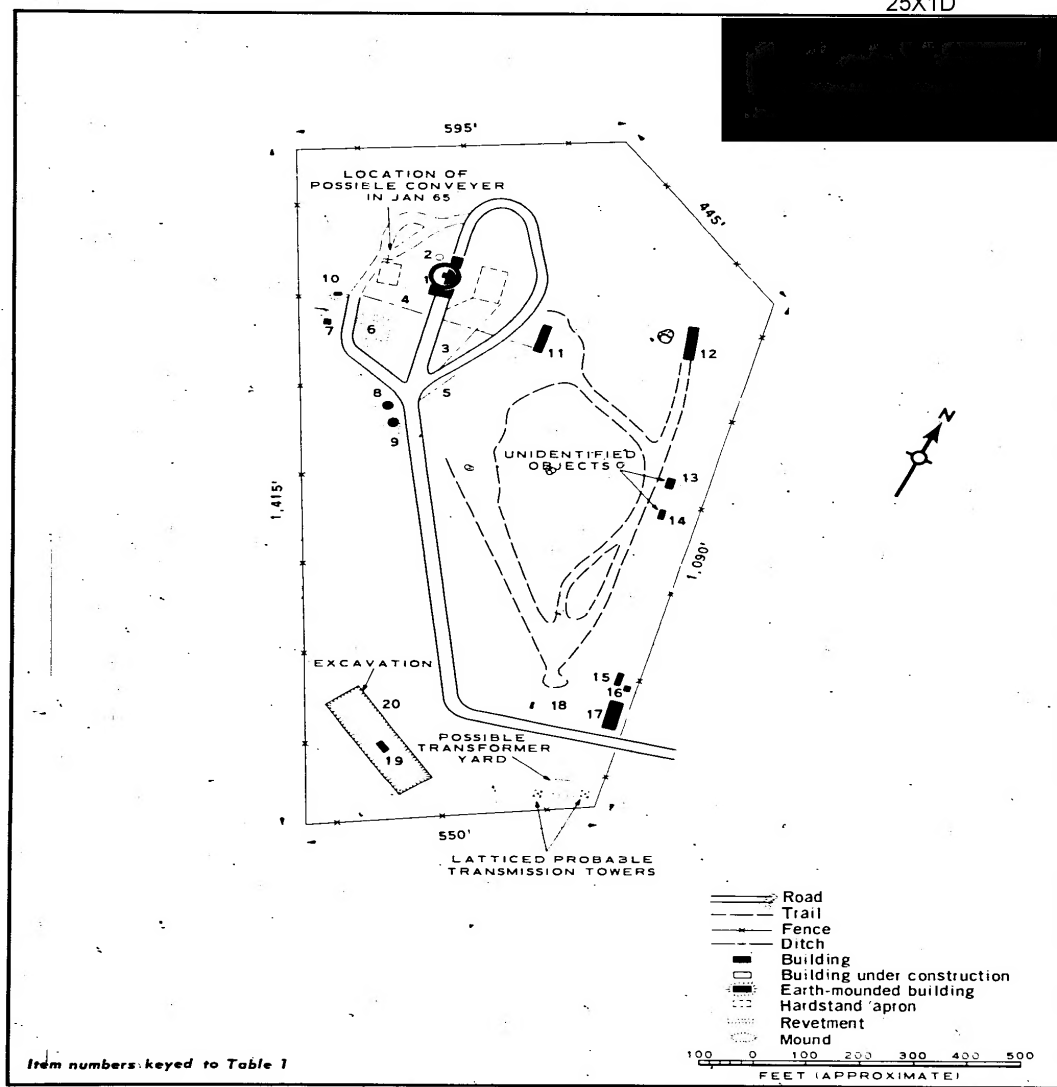 25X1D
595'
LOCATION OF
POSSIBLE CONVEYER
IN JAN 65
445'
2
1
10
4
7
6
3
11
12
N
8
5
9
UNIDENTIFIED
OBJECTS
13
14
1,415'
1,090'
EXCAVATION
15
16
20
18
17
POSSIBLE
TRANSFORMER
YARD
19
550'
LATTICED PROBABLE
TRANSMISSION TOWERS
Road
Trail
Fence
Ditch
Building
Building under construction
Earth-mounded building
Hardstand apron
Revetment
Mound
Item numbers keyed to Table 1
100 0 100 200 300 400 500
FEET (APPROXIMATE)